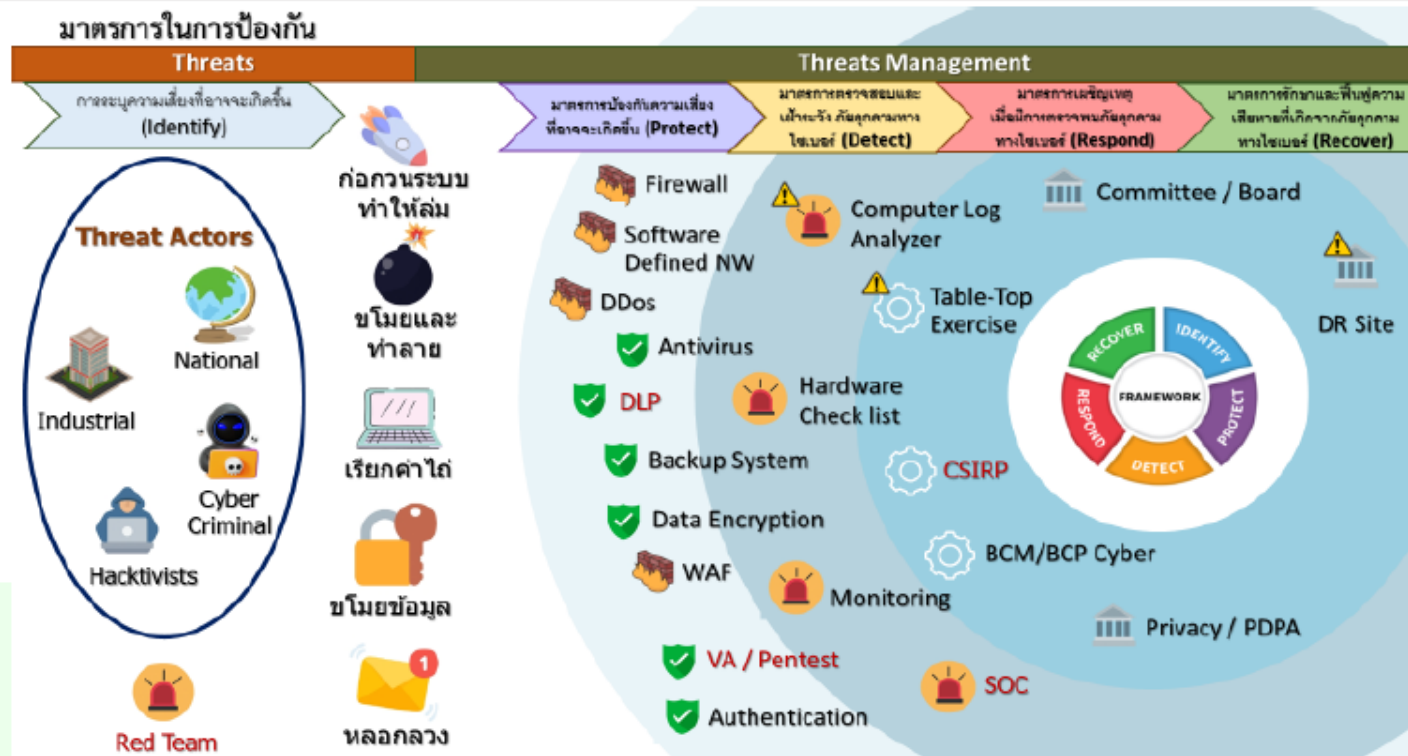 มาตรการในการป้องกัน
Threats
Threats Management
การระบุความเสี่ยงที่อาจจะเกิดขึ้น
(Identify)
มาตรการป้องกันความเสี่ยง
ที่อาจจะเกิดขึ้น (Protect)
มาตรการตรวจสอบและ
เฝ้าระวัง ภัยคุกคามทาง
ไซเบอร์ (Detect)
มาตรการเผชิญเหตุ
เมื่อมีการตรวจพบภัยคุกคาม
ทางไซเบอร์ (Respond)
มาตรการรักษาและฟื้นฟูความ
เสียหายที่เกิดจากภัยคุกคาม
ทางไซเบอร์ (Recover)
Threat Actors
National
Industrial
Cyber
Criminal
Hacktivists
Red Team
ก่อกวนระบบ
ทำให้ล่ม
ขโมยและ
ทำลาย
เรียกค่าไถ่
ขโมยข้อมูล
1
หลอกลวง
Firewall
Software
Defined NW
DDos
Antivirus
DLP
Backup System
Data Encryption
WAF
VA / Pentest
Authentication
Computer Log
Analyzer
Table-Top
Exercise
Hardware
Check list
CSIRP
BCM/BCP Cyber
Monitoring
SOC
Committee / Board
DR Site
Privacy / PDPA
RECOVER
IDENTIFY
FRAMEWORK
RESPOND
PROTECT
DETECT